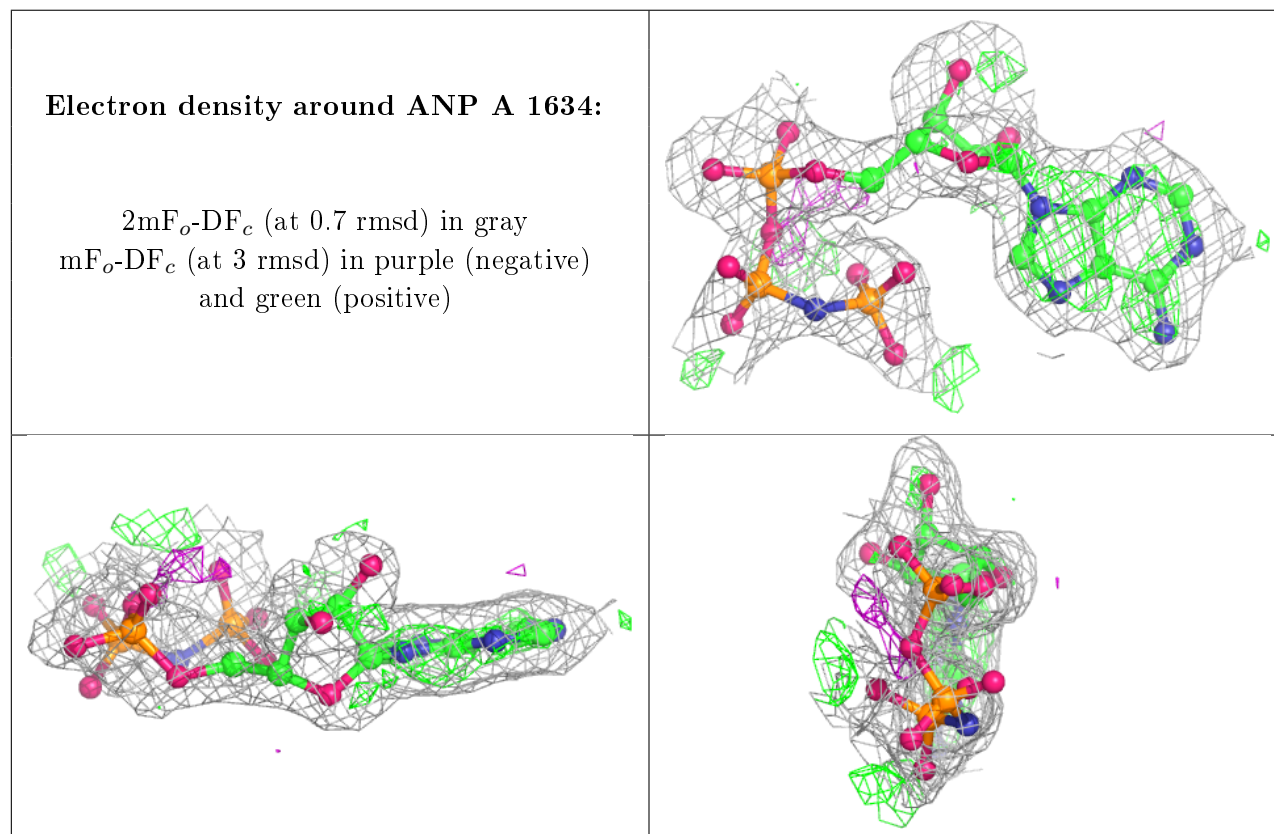 Electron density around ANP A 1634:
2mFₒ-DF𝒸 (at 0.7 rmsd) in gray
mFₒ-DF𝒸 (at 3 rmsd) in purple (negative)
and green (positive)